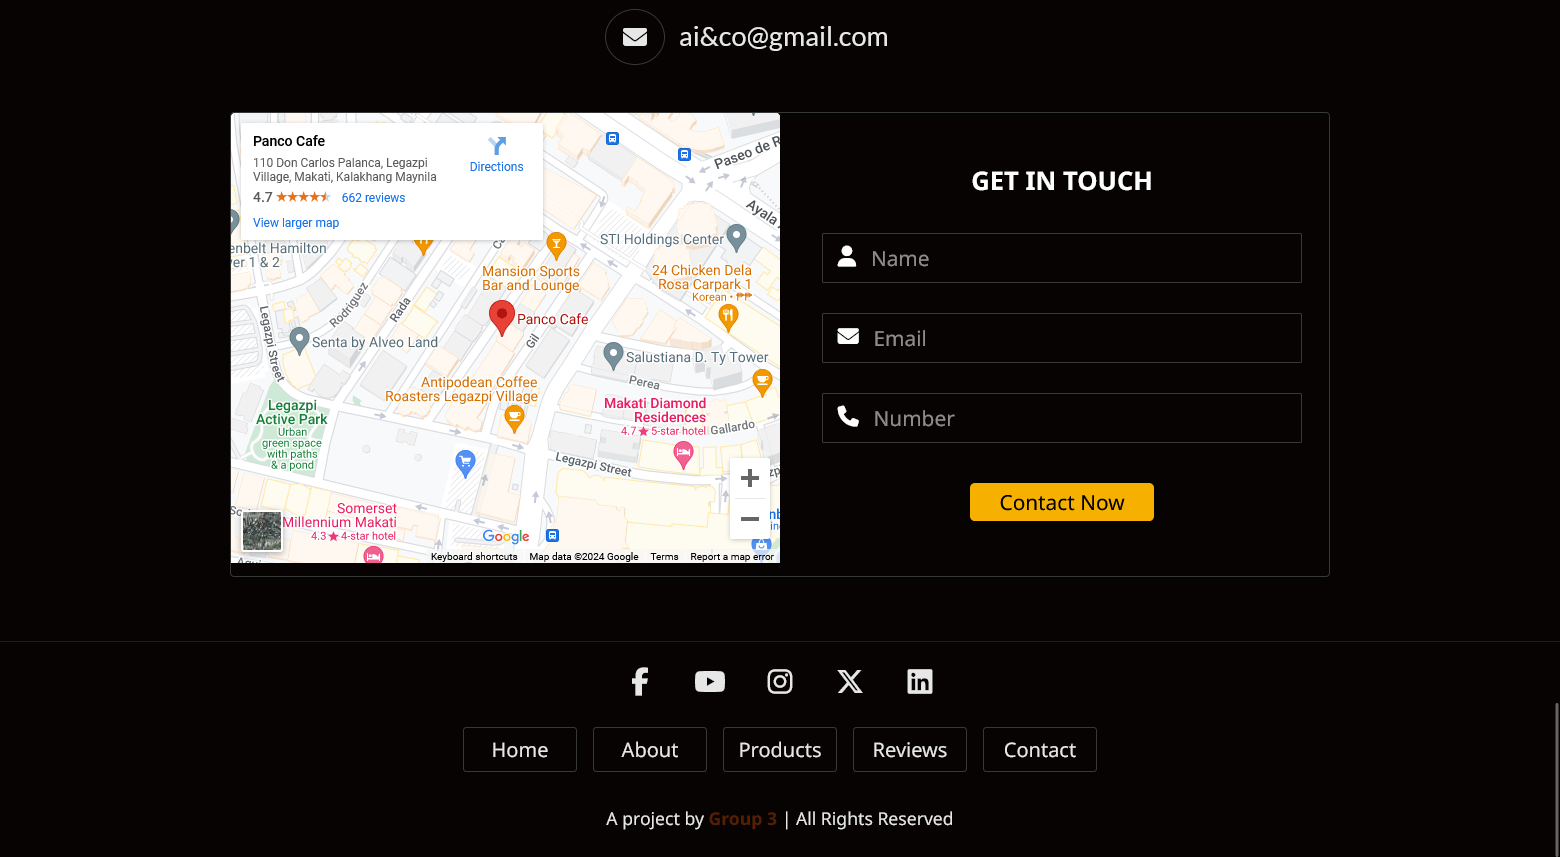 ai&co@gmail.com
Panco Cafe
110 Don Carlos Palanca, Legazpi
Village, Makati, Kalakhang Maynila
4.7
662 reviews
View larger map
Directions
Paseo de R
Ayala
STI Holdings Center
enbelt Hamilton
ver 1 & 2
Mansion Sports
Bar and Lounge
24 Chicken Dela
Rosa Carpark 1
Korean
Rodriguez
Rada
Legazpi Street
Panco Cafe
Gil
Senta by Alveo Land
Salustiana D. Ty Tower
Perea
Antipodean Coffee
Roasters Legazpi Village
Legazpi
Active Park
Urban
green space
with paths
& a pond
Makati Diamond
Residences
4.7★5-star hotel
Gallardo
Legazpi Street
Somerset
Millennium Makati
4.3★4-star hotel
Google
Keyboard shortcuts
Map data ©2024 Google
Terms
Report a map error
GET IN TOUCH
Name
Email
Number
Contact Now
Home
About
Products
Reviews
Contact
A project by Group 3 | All Rights Reserved